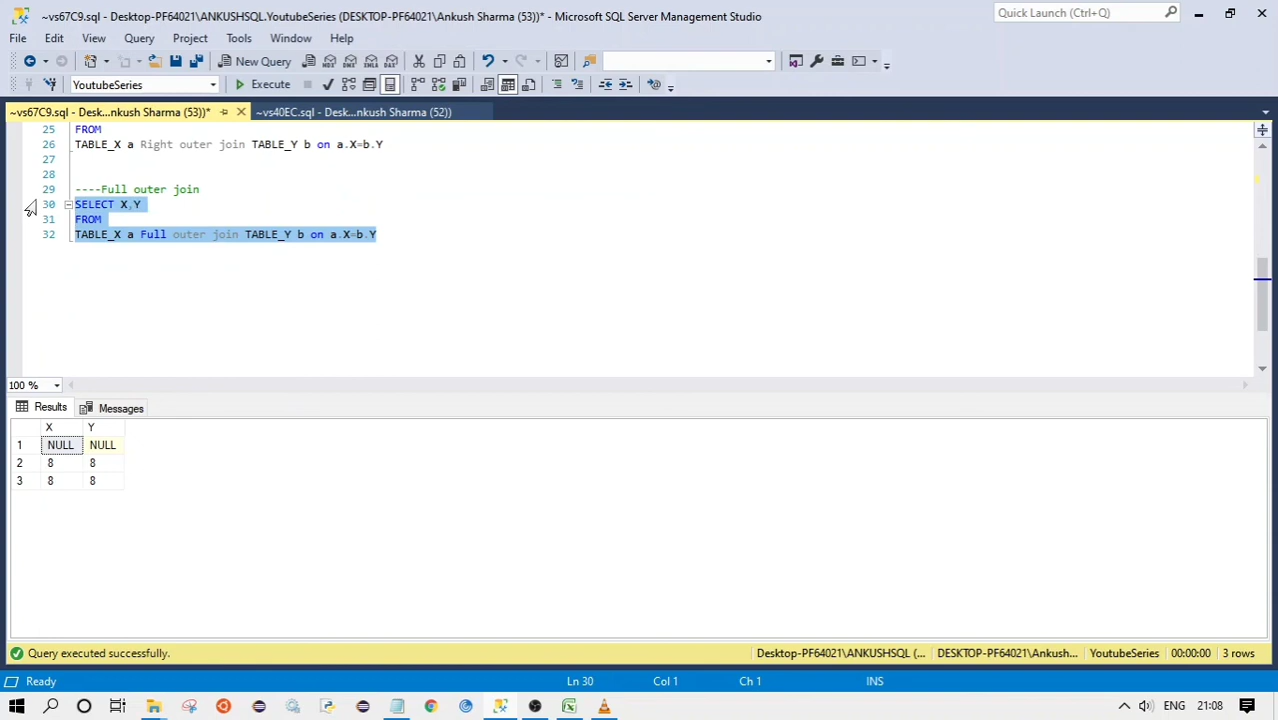 ~vs67C9.sql - Desktop-PF64021\ANKUSHSQL.YoutubeSeries (DESKTOP-PF64021\Ankush Sharma (53))* - Microsoft SQL Server Management Studio
Quick Launch (Ctrl+Q)
File Edit View Query Project Tools Window Help
New Query
YoutubeSeries Execute
~vs67C9.sql - Desk...nkush Sharma (53))* ~vs40EC.sql - Desk...nkush Sharma (52))
25 FROM
26 TABLE_X a Right outer join TABLE_Y b on a.X=b.Y
27
28
29 ----Full outer join
30 SELECT X,Y
31 FROM
32 TABLE_X a Full outer join TABLE_Y b on a.X=b.Y
100 %
Results Messages
X Y
1 NULL NULL
2 8 8
3 8 8
Query executed successfully. Desktop-PF64021\ANKUSHSQL (... DESKTOP-PF64021\Ankush... YoutubeSeries 00:00:00 3 rows
Ready Ln 30 Col 1 Ch 1 INS
ENG 21:08